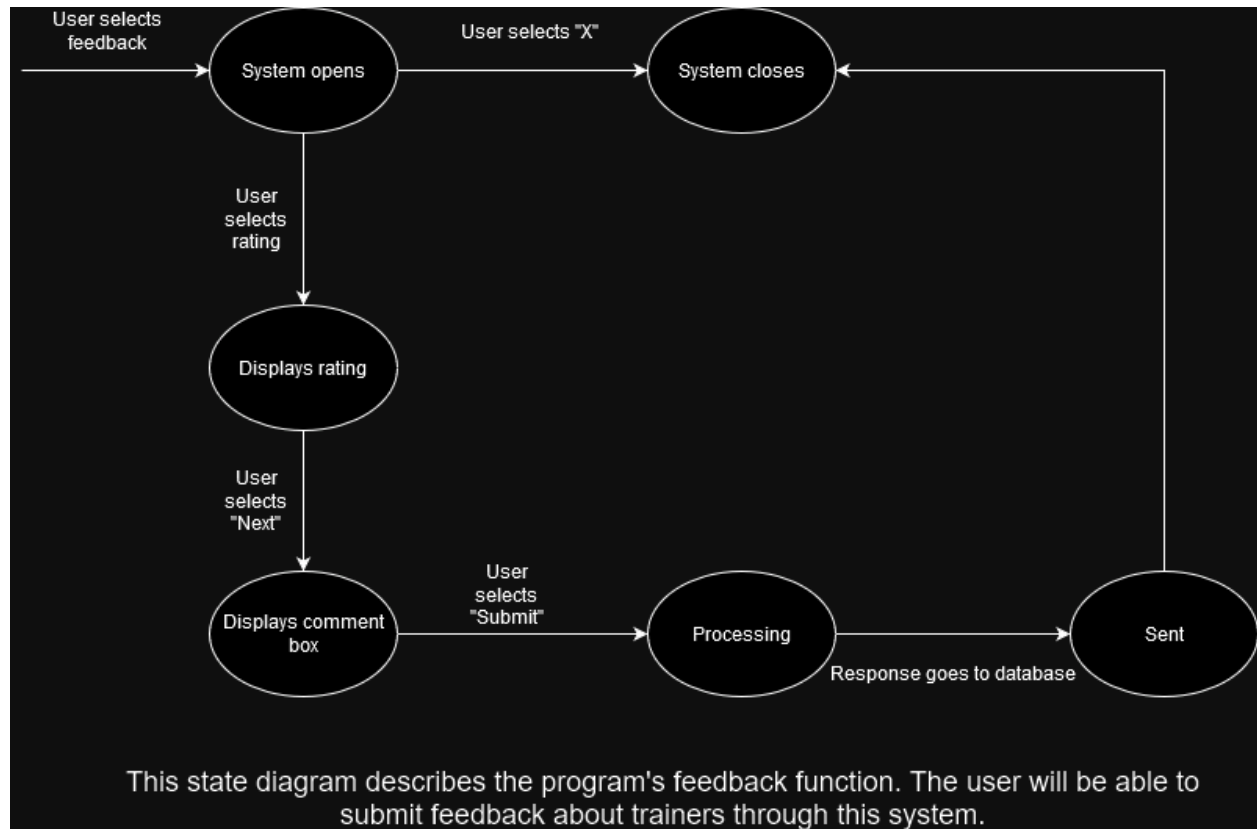 User selects
feedback
User selects "X"
System opens
System closes
User
selects
rating
Displays rating
User
selects
"Next"
User
selects
"Submit"
Displays comment
box
Processing
Sent
Response goes to database
This state diagram describes the program's feedback function. The user will be able to
submit feedback about trainers through this system.